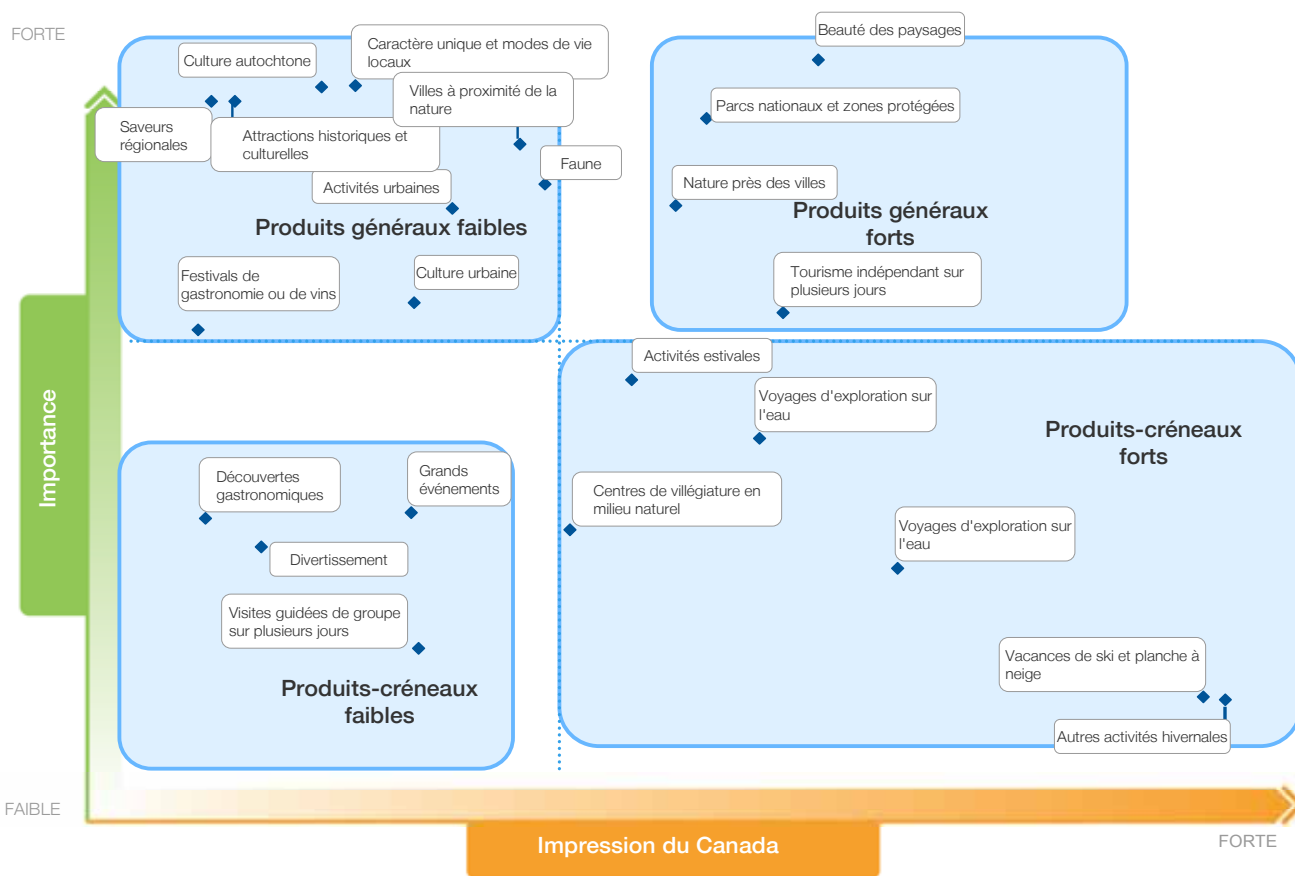 FORTE
Beauté des paysages
Caractère unique et modes de vie
locaux
Culture autochtone
Villes à proximité de la
nature
Parcs nationaux et zones protégées
Saveurs
régionales
Attractions historiques et
culturelles
Faune
Activités urbaines
Nature près des villes
Produits généraux faibles
Produits généraux
forts
Festivals de
gastronomie ou de vins
Culture urbaine
Tourisme indépendant sur
plusieurs jours
Activités estivales
Voyages d'exploration sur
l'eau
Produits-créneaux
forts
Importance
Découvertes
gastronomiques
Grands
événements
Centres de villégiature en
milieu naturel
Voyages d'exploration sur
l'eau
Divertissement
Visites guidées de groupe
sur plusieurs jours
Vacances de ski et planche à
neige
Produits-créneaux
faibles
Autres activités hivernales
FAIBLE
Impression du Canada
FORTE